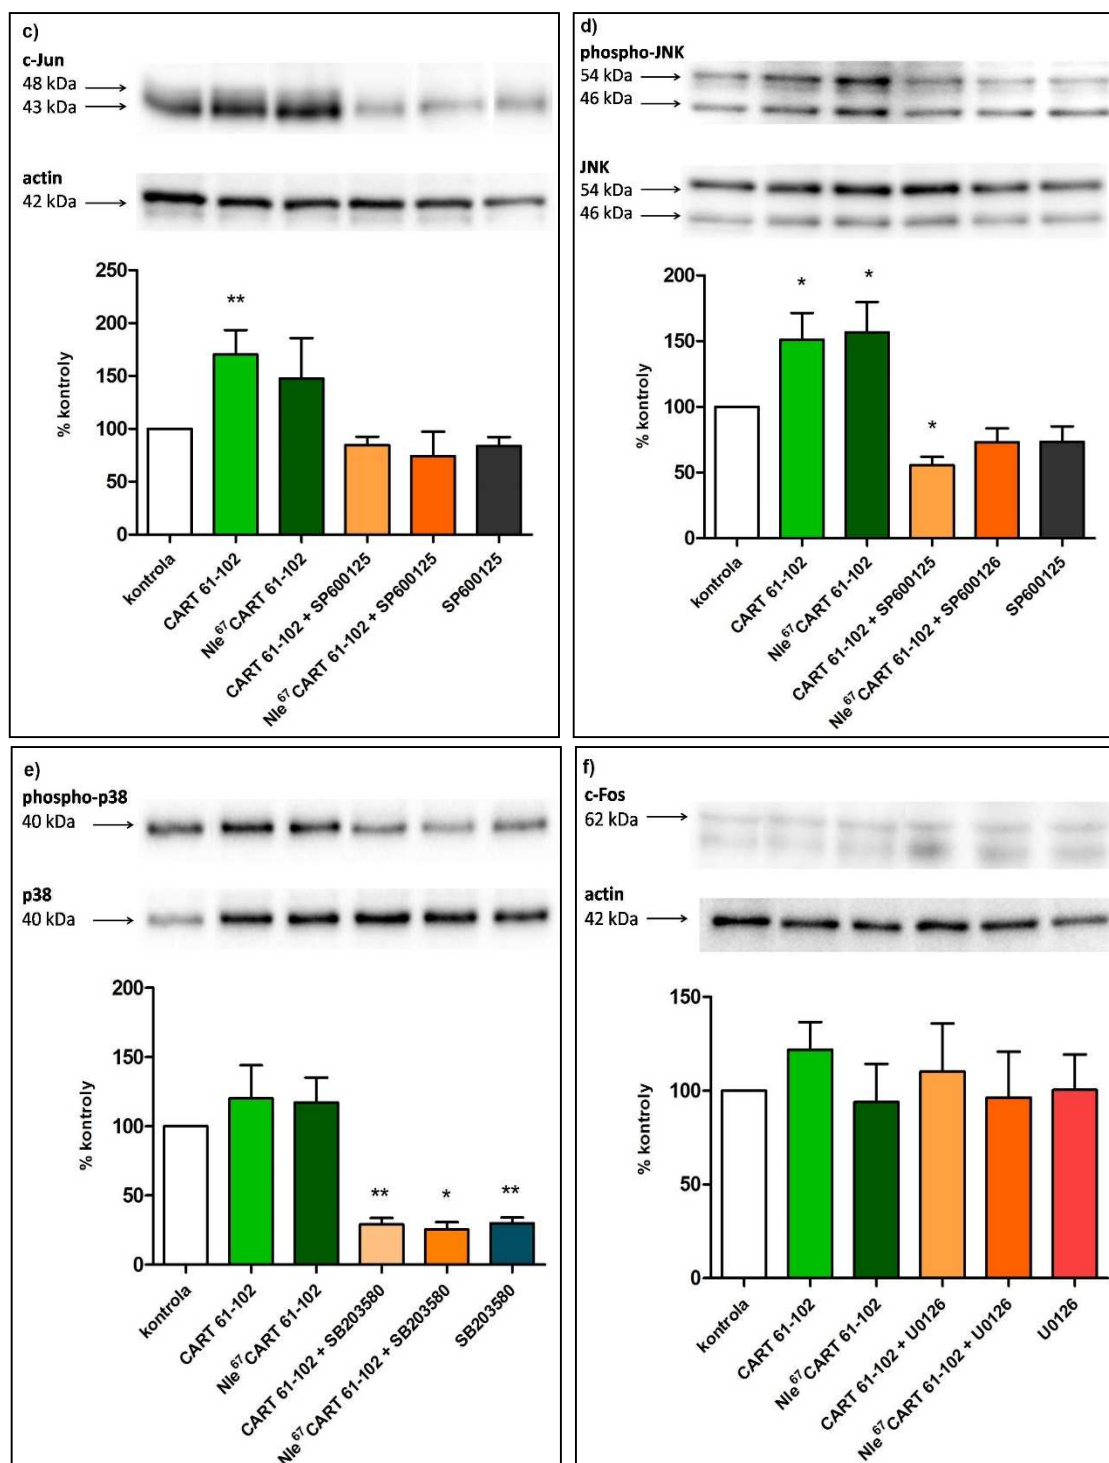 c)
c-Jun
48 kDa
43 kDa
actin
42 kDa
250
200
150
100
50
0
% kontroly
**
kontrola
CART 61-102
Nle⁶⁷CART 61-102
CART 61-102 + SP600125
Nle⁶⁷CART 61-102 + SP600125
SP600125
d)
phospho-JNK
54 kDa
46 kDa
JNK
54 kDa
46 kDa
200
150
100
50
0
% kontroly
*
*
*
kontrola
CART 61-102
Nle⁶⁷CART 61-102
CART 61-102 + SP600125
Nle⁶⁷CART 61-102 + SP600126
SP600125
e)
phospho-p38
40 kDa
p38
40 kDa
200
150
100
50
0
% kontroly
**
*
**
kontrola
CART 61-102
Nle⁶⁷CART 61-102
CART 61-102 + SB203580
Nle⁶⁷CART 61-102 + SB203580
SB203580
f)
c-Fos
62 kDa
actin
42 kDa
150
100
50
0
% kontroly
kontrola
CART 61-102
Nle⁶⁷CART 61-102
CART 61-102 + U0126
Nle⁶⁷CART 61-102 + U0126
U0126